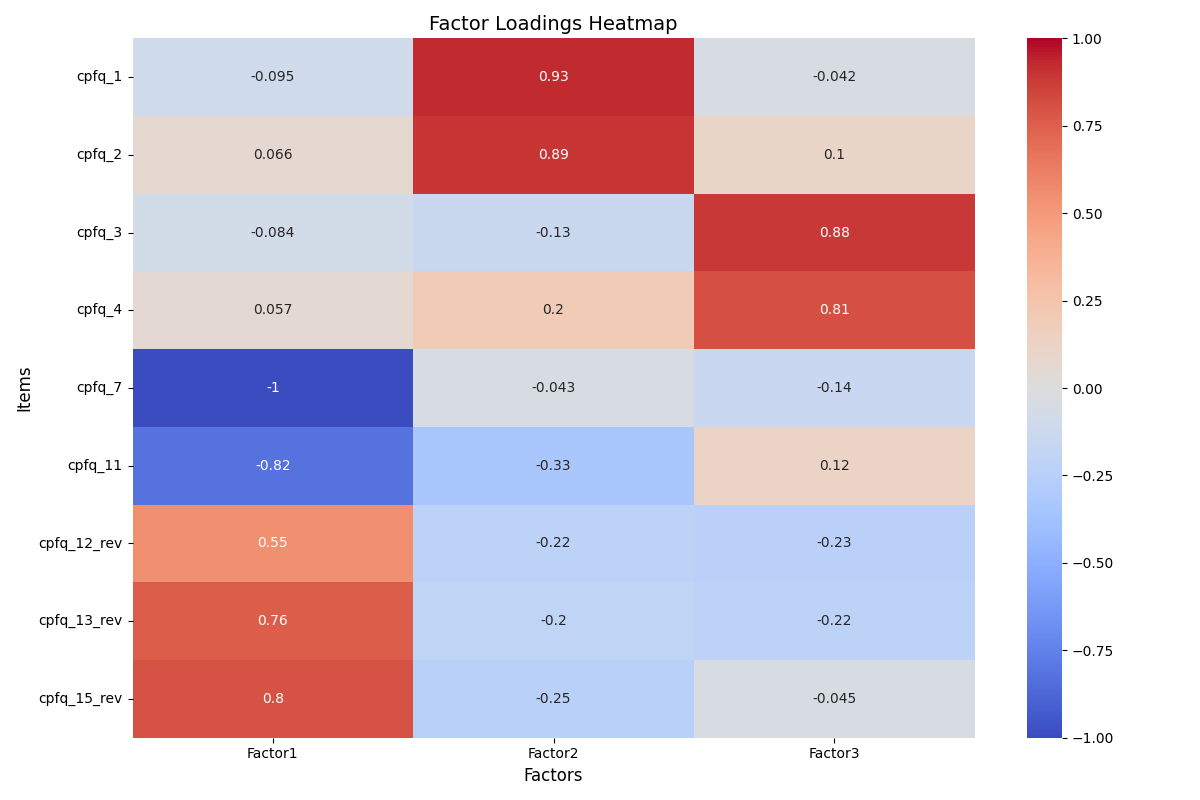 Factor Loadings Heatmap
cpfq_1 -0.095 0.93 -0.042
cpfq_2 0.066 0.89 0.1
cpfq_3 -0.084 -0.13 0.88
cpfq_4 0.057 0.2 0.81
cpfq_7 -1 -0.043 -0.14
cpfq_11 -0.82 -0.33 0.12
cpfq_12_rev 0.55 -0.22 -0.23
cpfq_13_rev 0.76 -0.2 -0.22
cpfq_15_rev 0.8 -0.25 -0.045
Items
Factor1 Factor2 Factor3
Factors
1.00
0.75
0.50
0.25
0.00
−0.25
−0.50
−0.75
−1.00